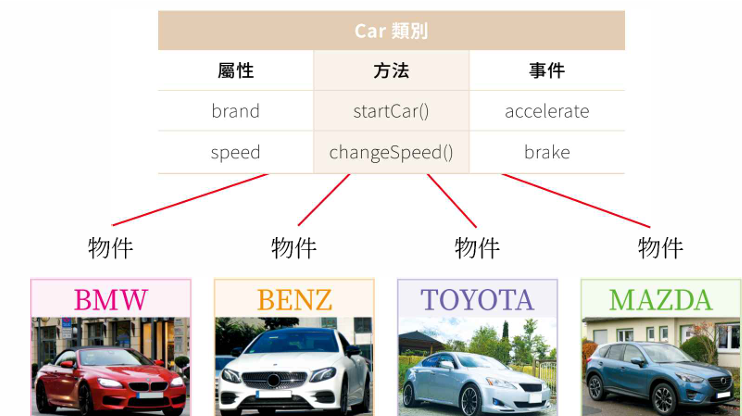 Car 類別
屬性 方法 事件
brand startCar() accelerate
speed changeSpeed() brake
物件 物件 物件 物件
BMW BENZ TOYOTA MAZDA